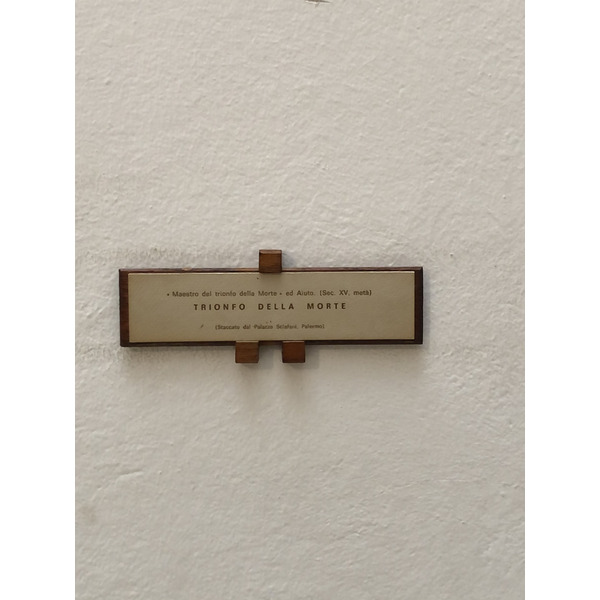 « Maestro del trionfo della Morte » ed Aiuto. (Sec. XV, metà)
TRIONFO DELLA MORTE
(Staccato dal Palazzo Sclafani, Palermo)